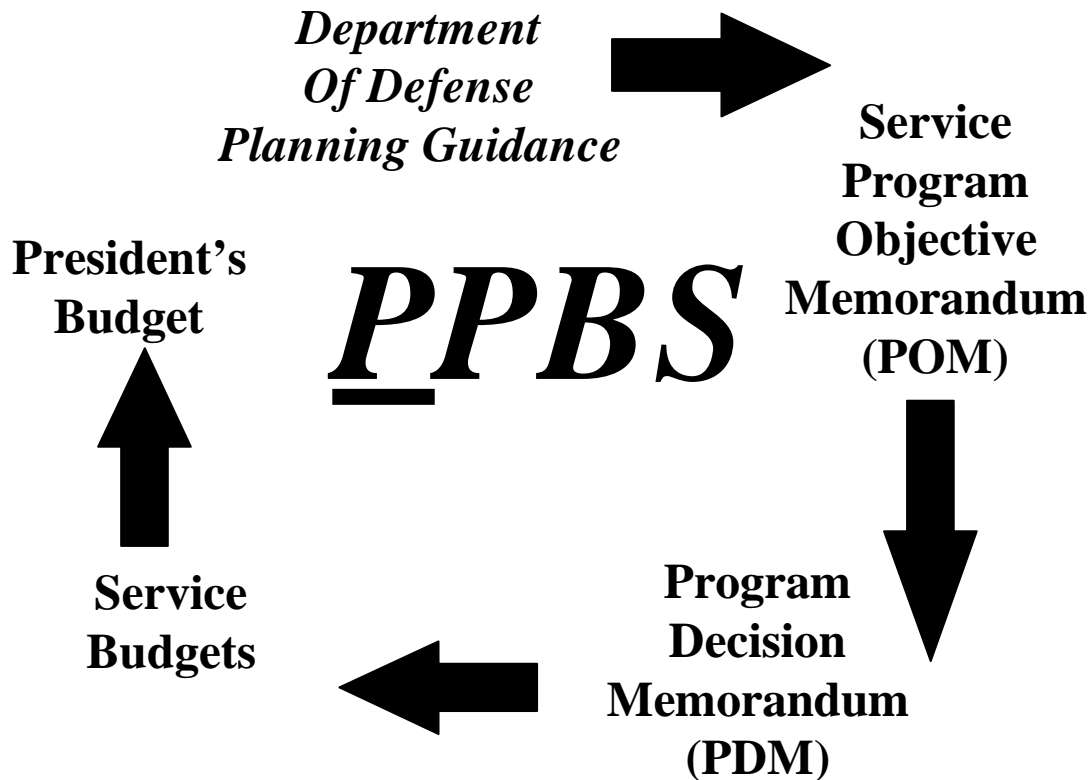 Department
Of Defense
Planning Guidance
Service
Program
Objective
Memorandum
(POM)
President’s
Budget
PPBS
Program
Decision
Memorandum
(PDM)
Service
Budgets